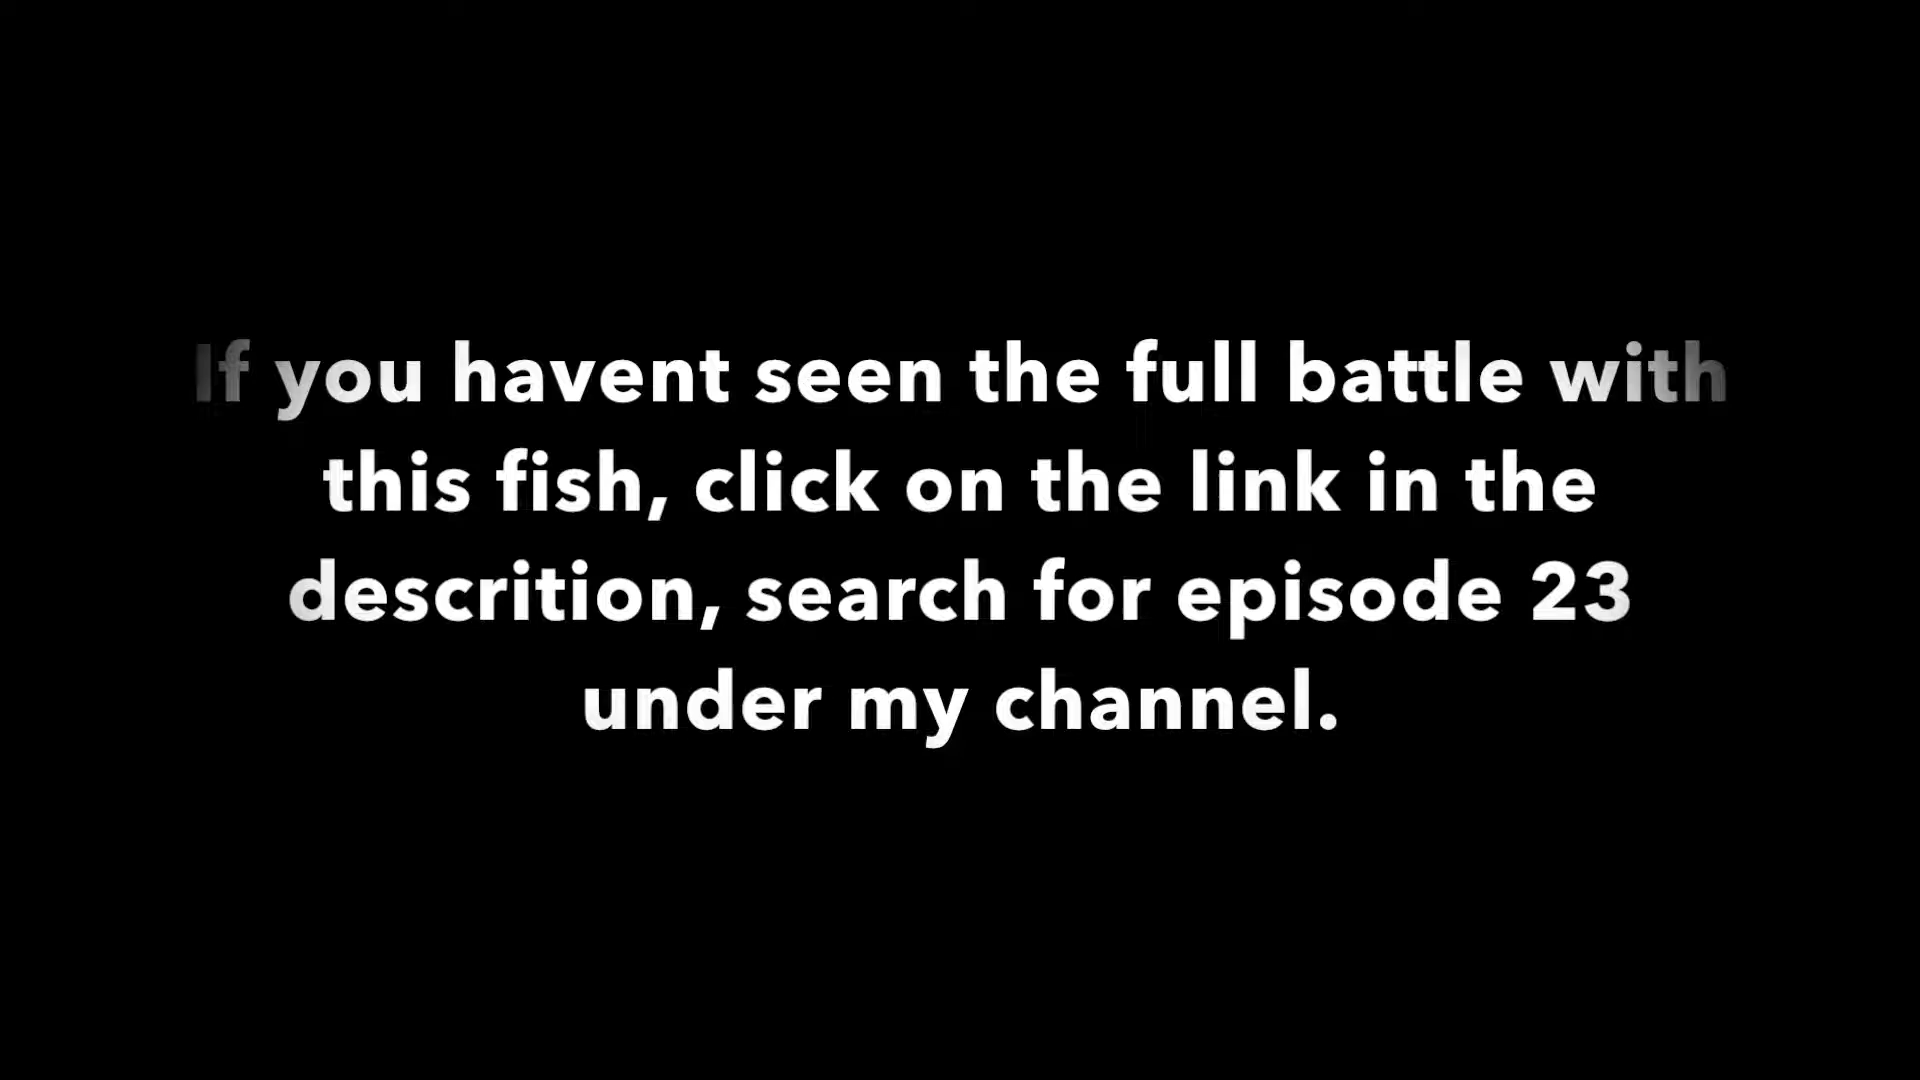 If you havent seen the full battle with
this fish, click on the link in the
descrition, search for episode 23
under my channel.